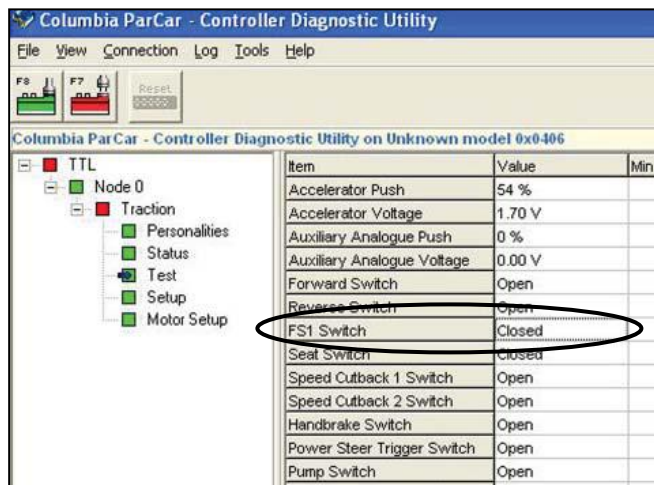 Columbia ParCar - Controller Diagnostic Utility
File View Connection Log Tools Help
F8 F7 Reset
Columbia ParCar - Controller Diagnostic Utility on Unknown model 0x0406
TTL
Node 0
Traction
Personalities
Status
Test
Setup
Motor Setup
Item Value Min
Accelerator Push 54 %
Accelerator Voltage 1.70 V
Auxiliary Analogue Push 0 %
Auxiliary Analogue Voltage 0.00 V
Forward Switch Open
Reverse Switch Open
FS1 Switch Closed
Seat Switch Closed
Speed Cutback 1 Switch Open
Speed Cutback 2 Switch Open
Handbrake Switch Open
Power Steer Trigger Switch Open
Pump Switch Open